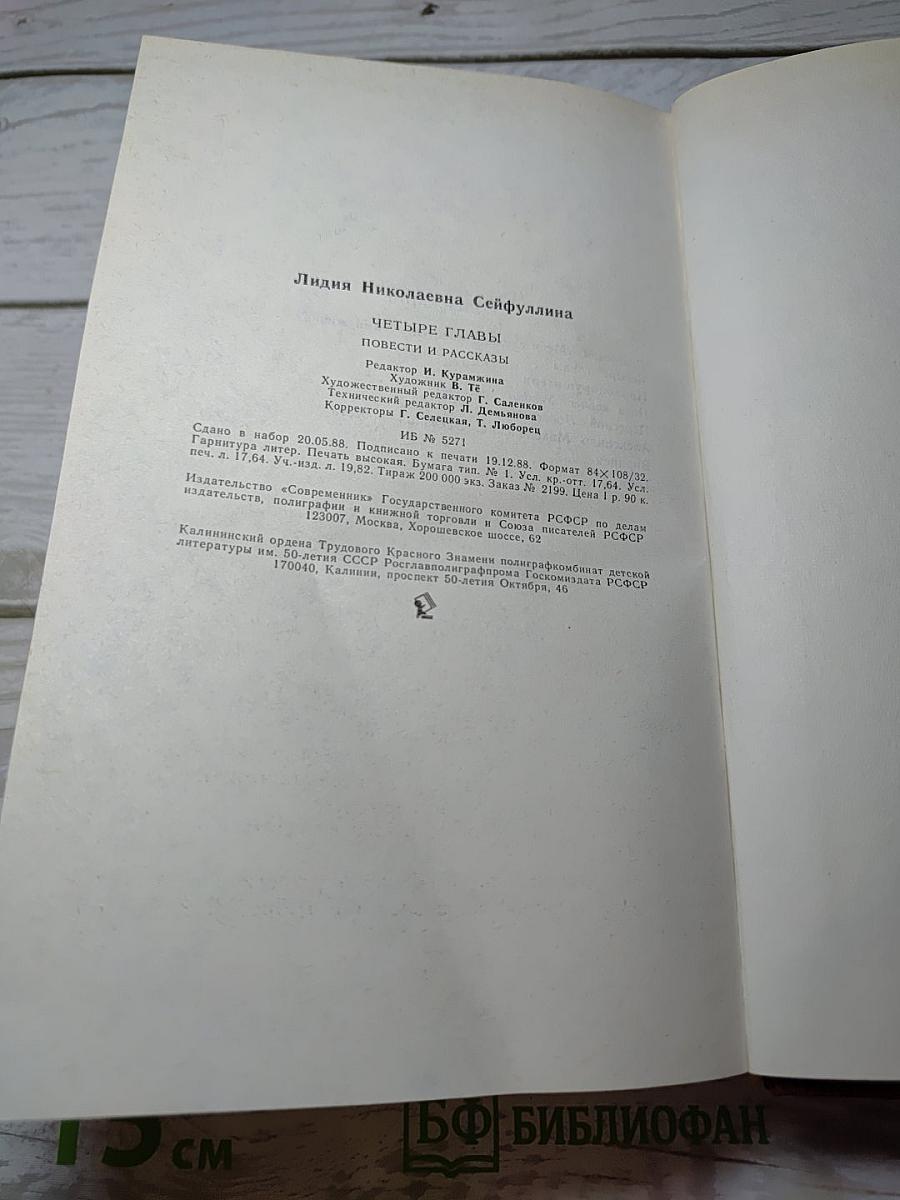 Лидия Николаевна Сейфуллина
ЧЕТЫРЕ ГЛАВЫ
ПОВЕСТИ И РАССКАЗЫ
Редактор И. Курамжина
Художник В. Тё
Художественный редактор Г. Саленков
Технический редактор Л. Демьянова
Корректоры Г. Селецкая, Т. Люборец
ИБ № 5271
Сдано в набор 20.05.88. Подписано к печати 19.12.88. Формат 84×108/32.
Гарнитура литер. Печать высокая. Бумага тип. № 1. Усл. кр.-отт. 17,64. Усл.
печ. л. 17,64. Уч.-изд. л. 19,82. Тираж 200 000 экз. Заказ № 2199. Цена 1 р. 90 к.
Издательство «Современник» Государственного комитета РСФСР по делам
издательств, полиграфии и книжной торговли и Союза писателей РСФСР
123007, Москва, Хорошевское шоссе, 62
Калининский ордена Трудового Красного Знамени полиграфкомбинат детской
литературы им. 50-летия СССР Росглавполиграфпрома Госкомиздата РСФСР
170040, Калинин, проспект 50-летия Октября, 46
15 см
БФ БИБЛИОФАН